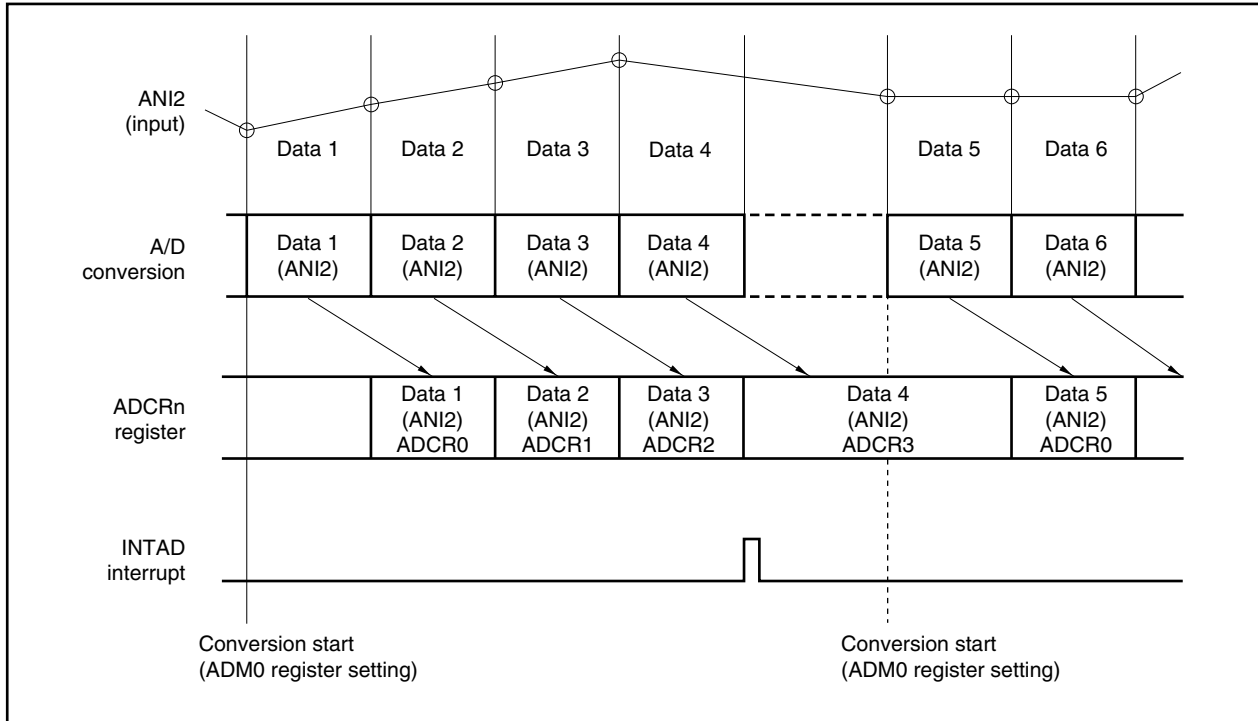 ANI2
(input)
Data 1
Data 2
Data 3
Data 4
Data 5
Data 6
A/D
conversion
Data 1
(ANI2)
Data 2
(ANI2)
Data 3
(ANI2)
Data 4
(ANI2)
Data 5
(ANI2)
Data 6
(ANI2)
ADCRn
register
Data 1
(ANI2)
ADCR0
Data 2
(ANI2)
ADCR1
Data 3
(ANI2)
ADCR2
Data 4
(ANI2)
ADCR3
Data 5
(ANI2)
ADCR0
INTAD
interrupt
Conversion start
(ADM0 register setting)
Conversion start
(ADM0 register setting)